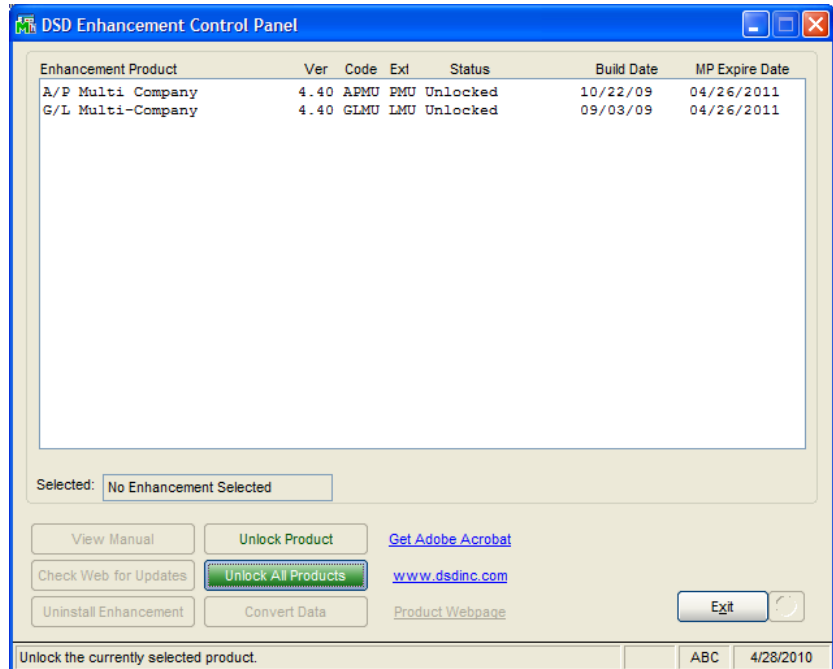 DSD Enhancement Control Panel
Enhancement Product Ver Code Ext Status Build Date MP Expire Date
A/P Multi Company 4.40 APMU PMU Unlocked 10/22/09 04/26/2011
G/L Multi-Company 4.40 GLMU LMU Unlocked 09/03/09 04/26/2011
Selected: No Enhancement Selected
View Manual Unlock Product Get Adobe Acrobat
Check Web for Updates Unlock All Products www.dsdinc.com
Uninstall Enhancement Convert Data Product Webpage Exit
Unlock the currently selected product. ABC 4/28/2010